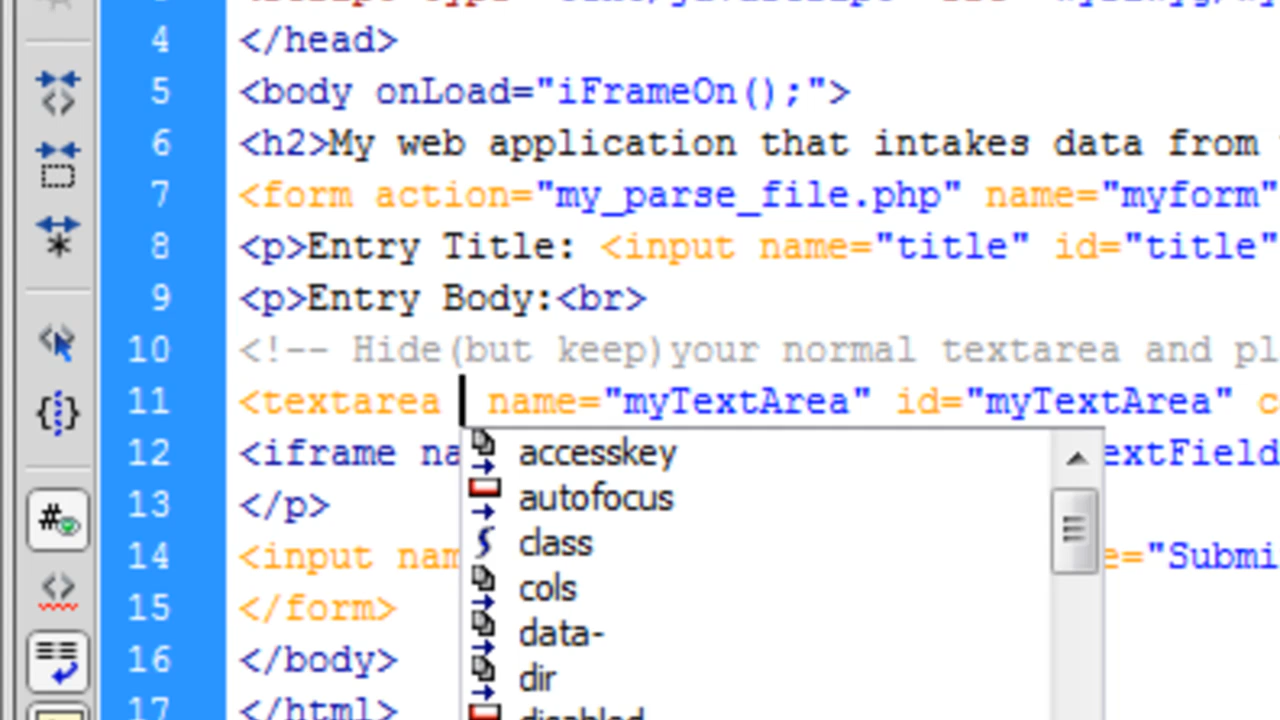 4 </head>
5 <body onLoad="iFrameOn();">
6 <h2>My web application that intakes data from
7 <form action="my_parse_file.php" name="myform"
8 <p>Entry Title: <input name="title" id="title"
9 <p>Entry Body:<br>
10 <!-- Hide(but keep)your normal textarea and pl
11 <textarea name="myTextArea" id="myTextArea" c
12 <iframe na extField
accesskey
13 </p>
autofocus
class
14 <input nam e="Submi
cols
15 </form>
data-
16 </body>
dir
17 </html>
disabled